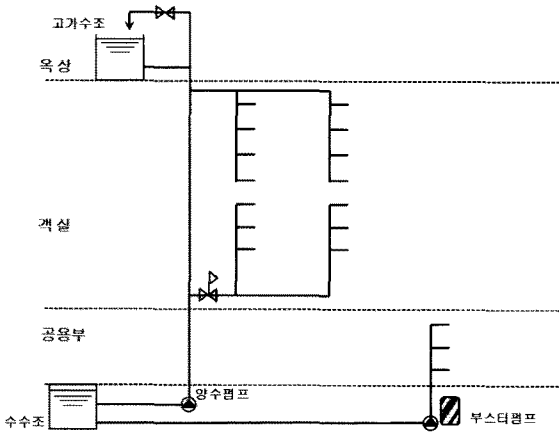 고가수조
옥상
객실
공용부
양수펌프
수수조
부스터펌프